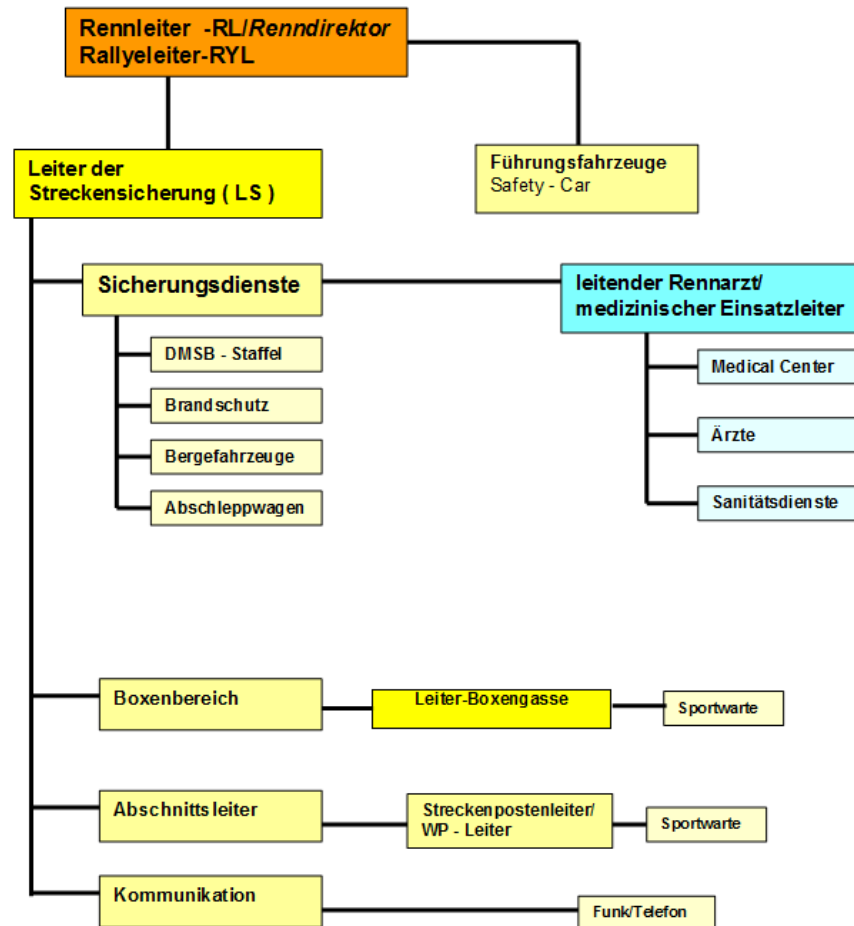 Rennleiter -RL/Renndirektor
Rallyeleiter-RYL
Leiter der
Streckensicherung ( LS )
Führungsfahrzeuge
Safety - Car
Sicherungsdienste
leitender Rennarzt/
medizinischer Einsatzleiter
DMSB - Staffel
Brandschutz
Bergefahrzeuge
Abschleppwagen
Medical Center
Ärzte
Sanitätsdienste
Boxenbereich
Leiter-Boxengasse
Sportwarte
Abschnittsleiter
Streckenpostenleiter/
WP - Leiter
Sportwarte
Kommunikation
Funk/Telefon